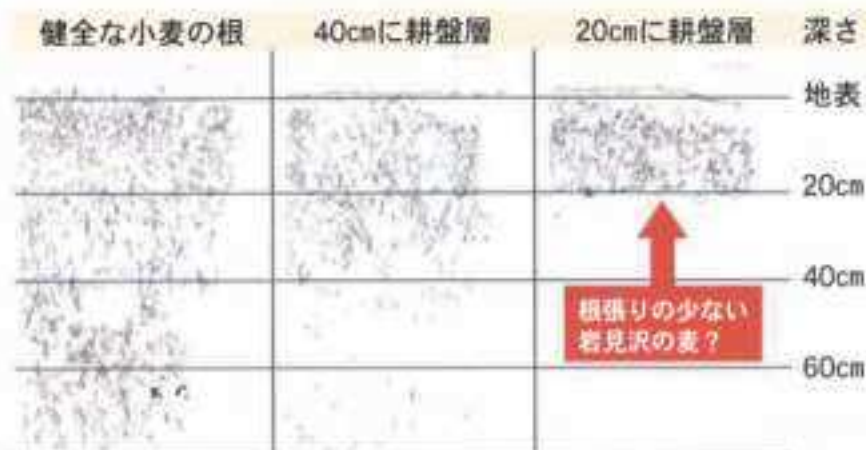 健全な小麦の根
40cmに耕盤層
20cmに耕盤層
深さ
地表
20cm
40cm
根張りの少ない
岩見沢の麦？
60cm